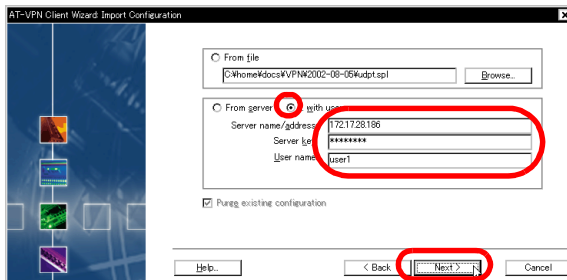 AT-VPN Client Wizard: Import Configuration
From file
C:¥home¥docs¥VPN¥2002-08-05¥udpt.spl Browse...
From server with user
Server name/address 172.17.28.186
Server key ********
User name user1
Purge existing configuration
Help... < Back Next > Cancel